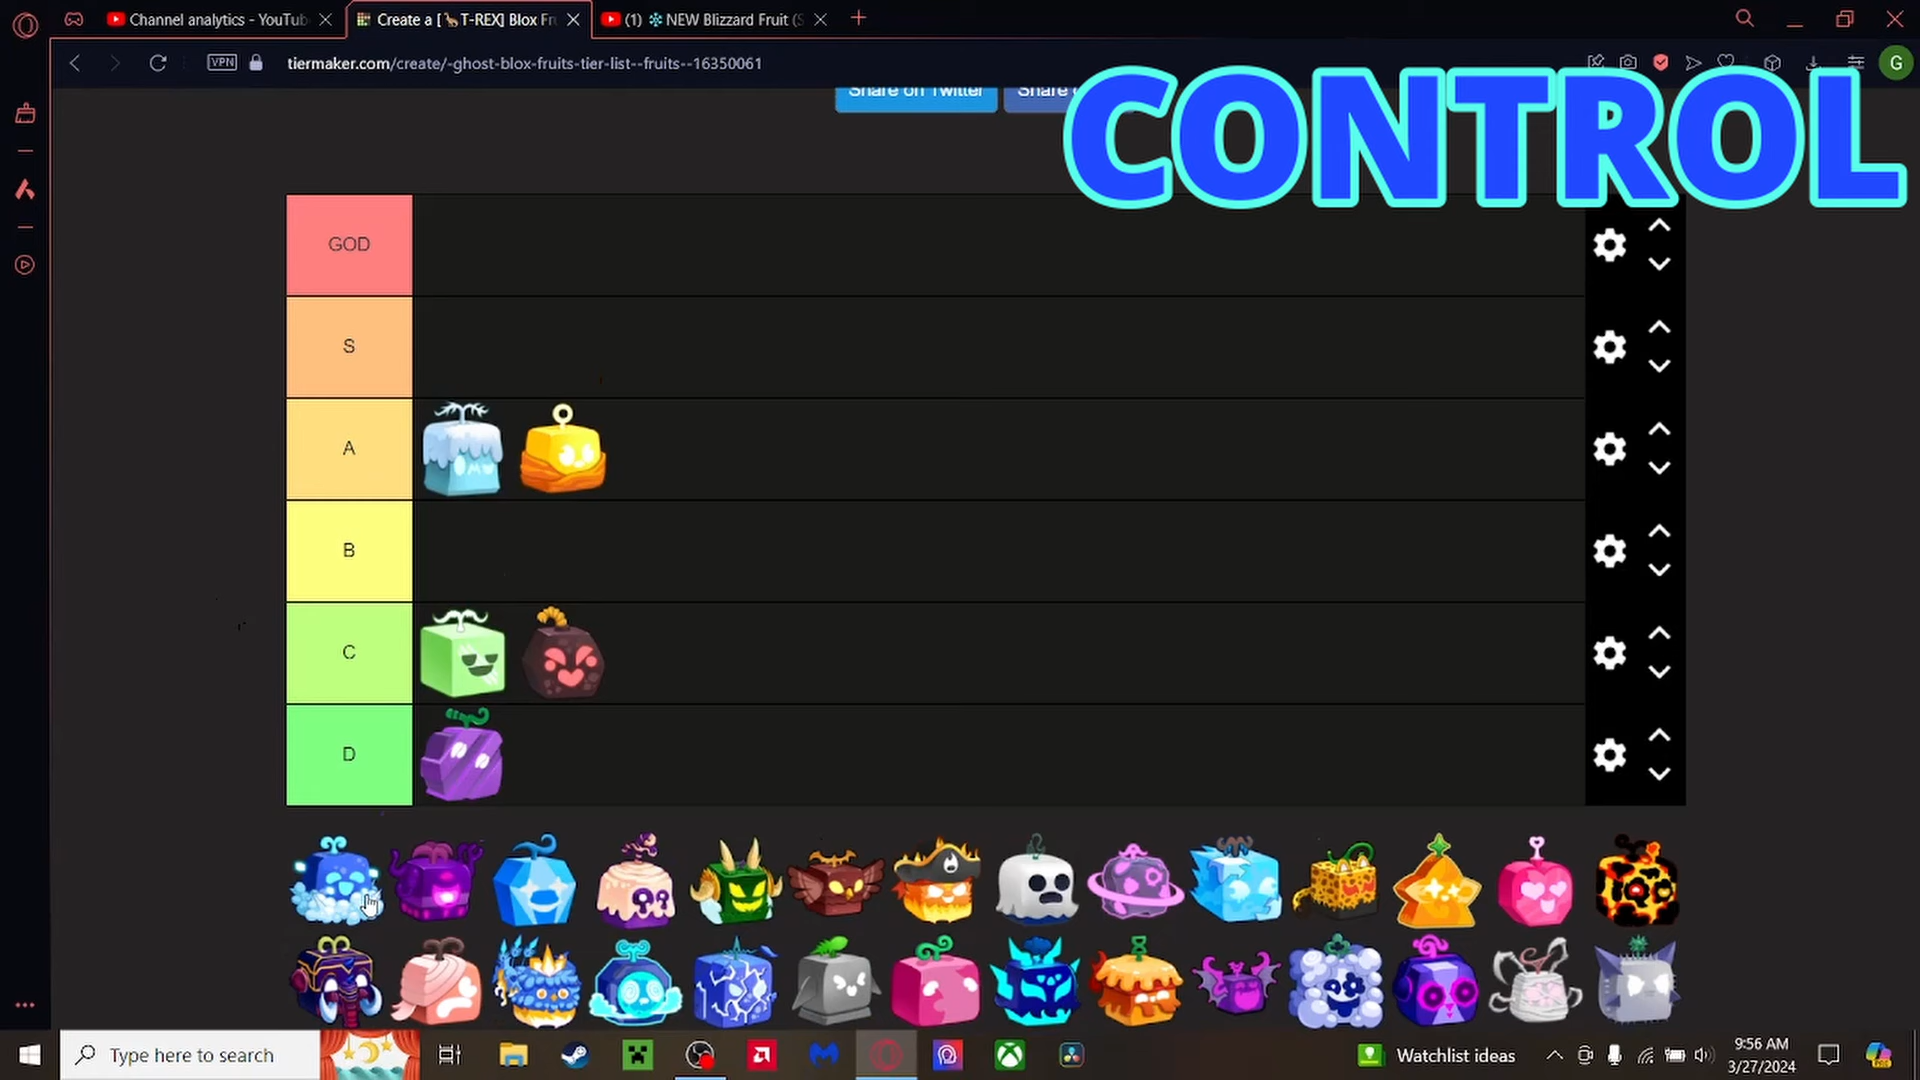 Channel analytics - YouTub
Create a [🦖T-REX] Blox Fr
(1) ❄NEW Blizzard Fruit (S
VPN
tiermaker.com/create/-ghost-blox-fruits-tier-list--fruits--16350061
G
Share on Twitter
Share o
CONTROL
GOD
S
A
B
C
D
Type here to search
Watchlist ideas
9:56 AM
3/27/2024